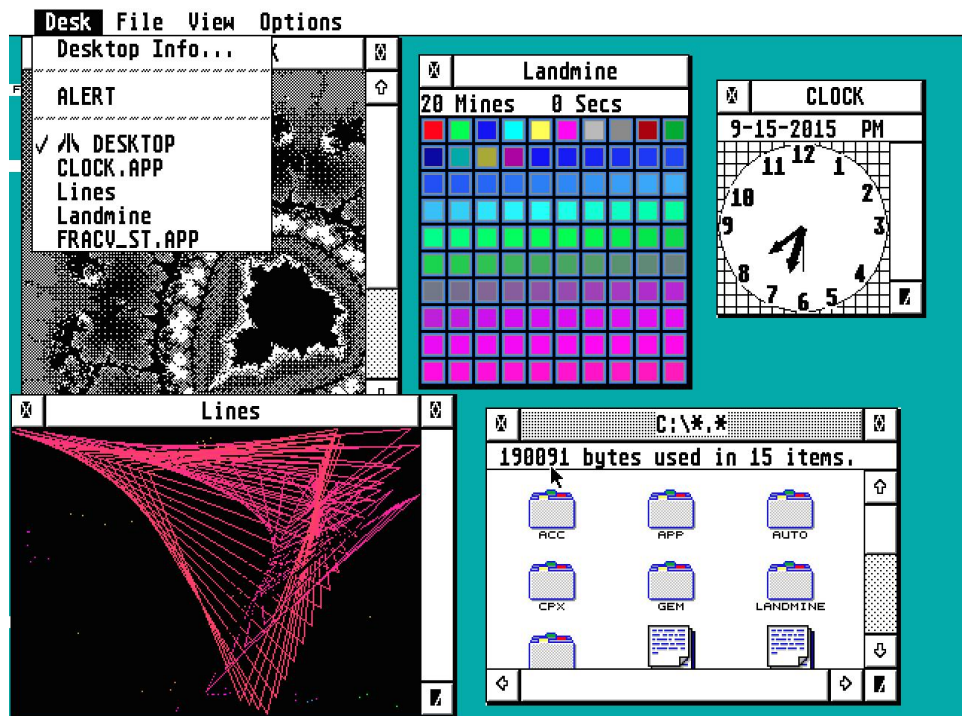 Desk File View Options
Desktop Info...
ALERT
DESKTOP
CLOCK.APP
Lines
Landmine
FRACV_ST.APP
Landmine
20 Mines 0 Secs
CLOCK
9-15-2015 PM
12
11 1
10 2
9 3
8 4
7 6 5
Lines
C:\*.*
190091 bytes used in 15 items.
ACC APP AUTO
CPX GEM LANDMINE